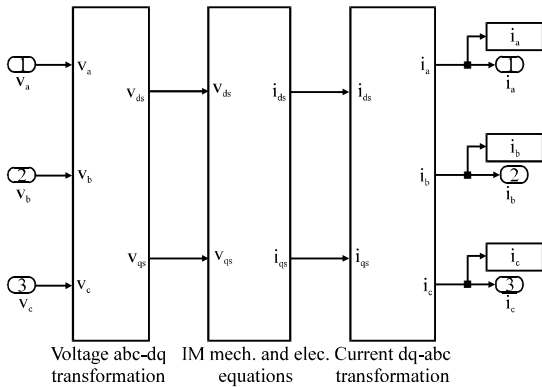 i_a
1
v_a
v_a
i_a
1
i_a
v_ds
v_ds
i_ds
i_ds
i_b
2
v_b
v_b
i_b
2
i_b
v_qs
v_qs
i_qs
i_qs
i_c
3
v_c
v_c
i_c
3
i_c
Voltage abc-dq
transformation
IM mech. and elec.
equations
Current dq-abc
transformation